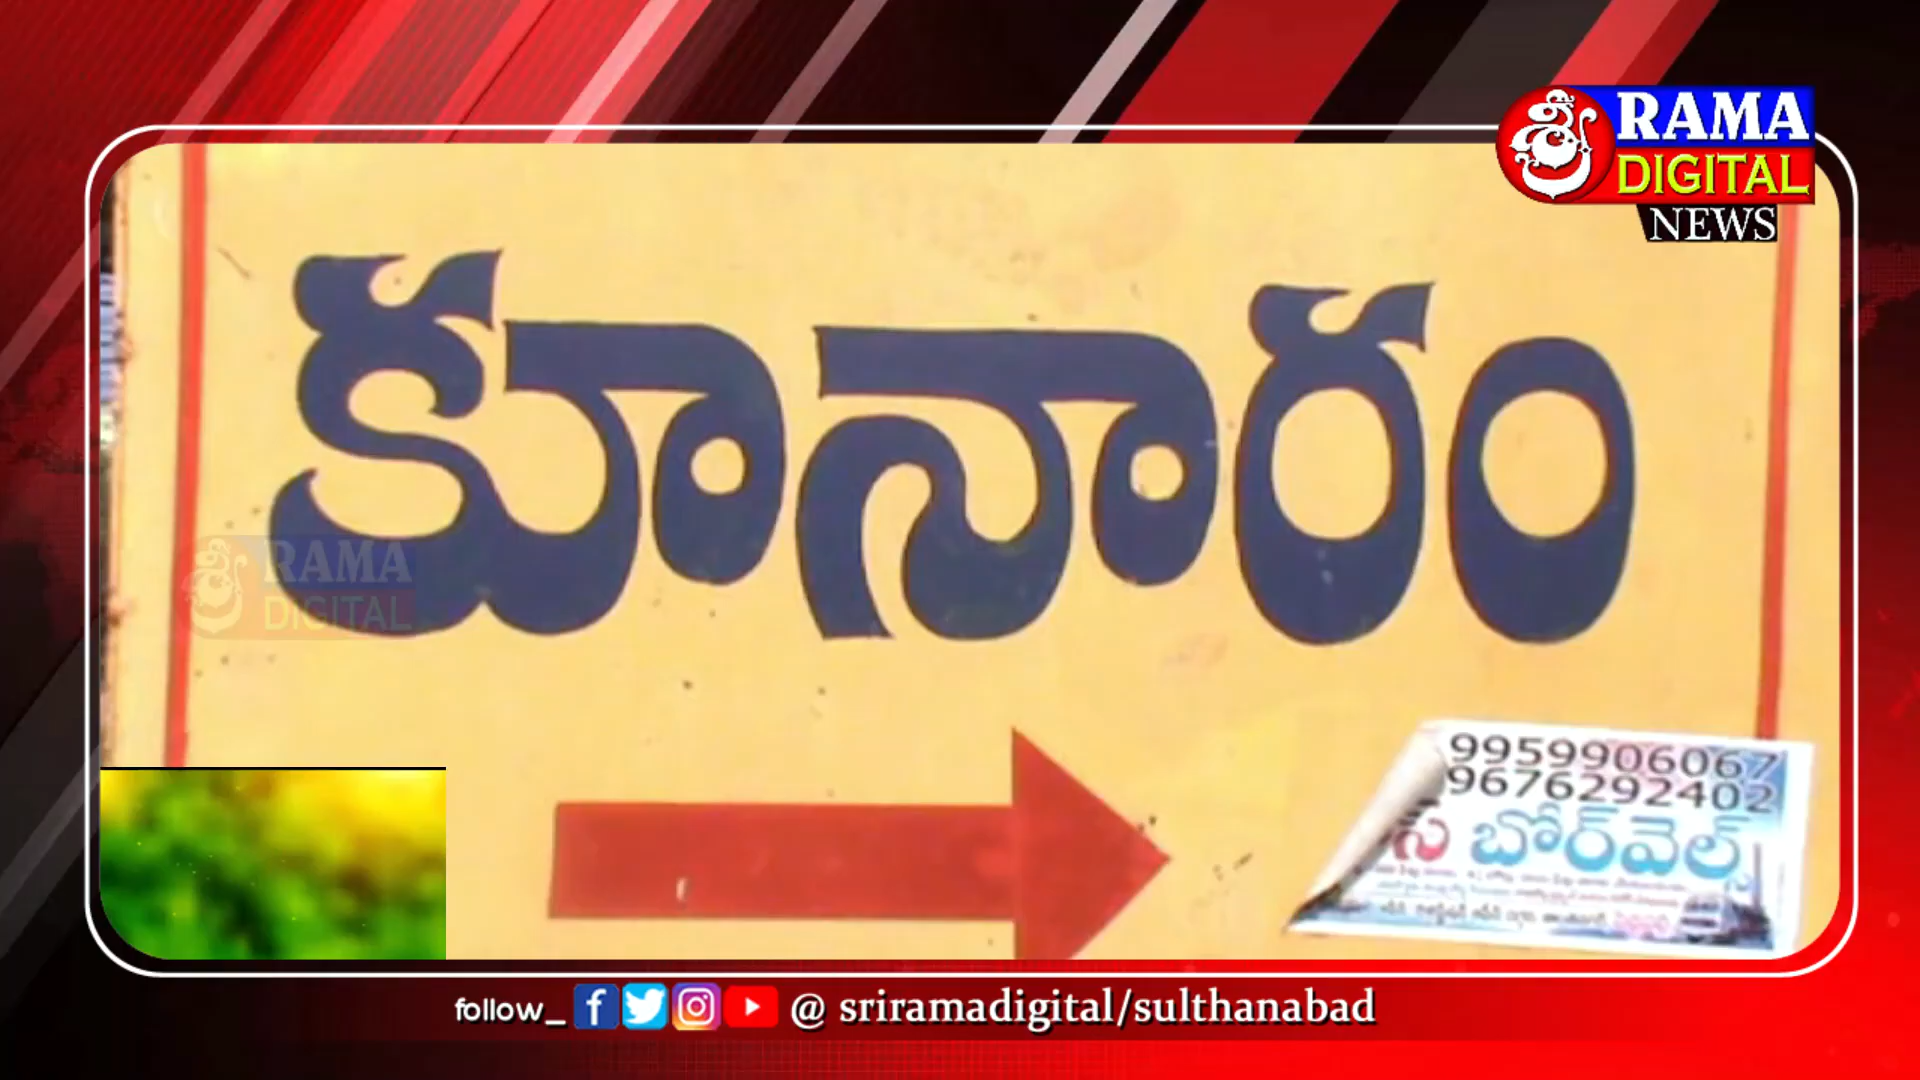 శ్రీ RAMA
DIGITAL
NEWS
కూనారం
RAMA
DIGITAL
9959906067
9676292402
బోర్‌వెల్స్
follow_ @ sriramadigital/sulthanabad